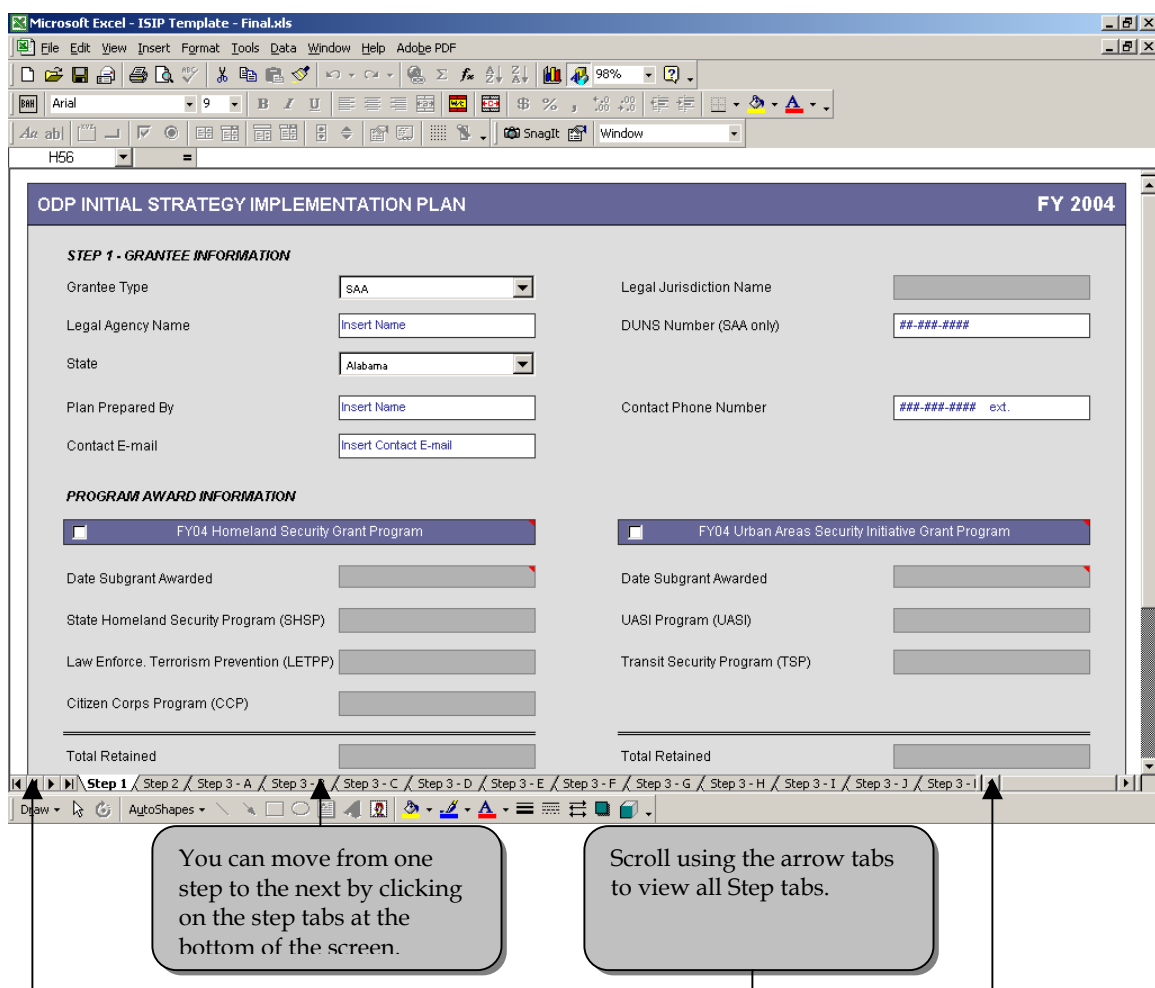 Microsoft Excel - ISIP Template - Final.xls
File Edit View Insert Format Tools Data Window Help Adobe PDF
98%
Arial 9 B I U $ % ,
Aa ab| SnagIt Window
H56 =
ODP INITIAL STRATEGY IMPLEMENTATION PLAN FY 2004
STEP 1 - GRANTEE INFORMATION
Grantee Type SAA Legal Jurisdiction Name
Legal Agency Name Insert Name DUNS Number (SAA only) ##-###-####
State Alabama
Plan Prepared By Insert Name Contact Phone Number ###-###-#### ext.
Contact E-mail Insert Contact E-mail
PROGRAM AWARD INFORMATION
FY04 Homeland Security Grant Program FY04 Urban Areas Security Initiative Grant Program
Date Subgrant Awarded Date Subgrant Awarded
State Homeland Security Program (SHSP) UASI Program (UASI)
Law Enforce. Terrorism Prevention (LETPP) Transit Security Program (TSP)
Citizen Corps Program (CCP)
Total Retained Total Retained
Step 1 / Step 2 / Step 3 - A / Step 3 - B / Step 3 - C / Step 3 - D / Step 3 - E / Step 3 - F / Step 3 - G / Step 3 - H / Step 3 - I / Step 3 - J / Step 3 -
Draw AutoShapes
You can move from one
step to the next by clicking
on the step tabs at the
bottom of the screen.
Scroll using the arrow tabs
to view all Step tabs.